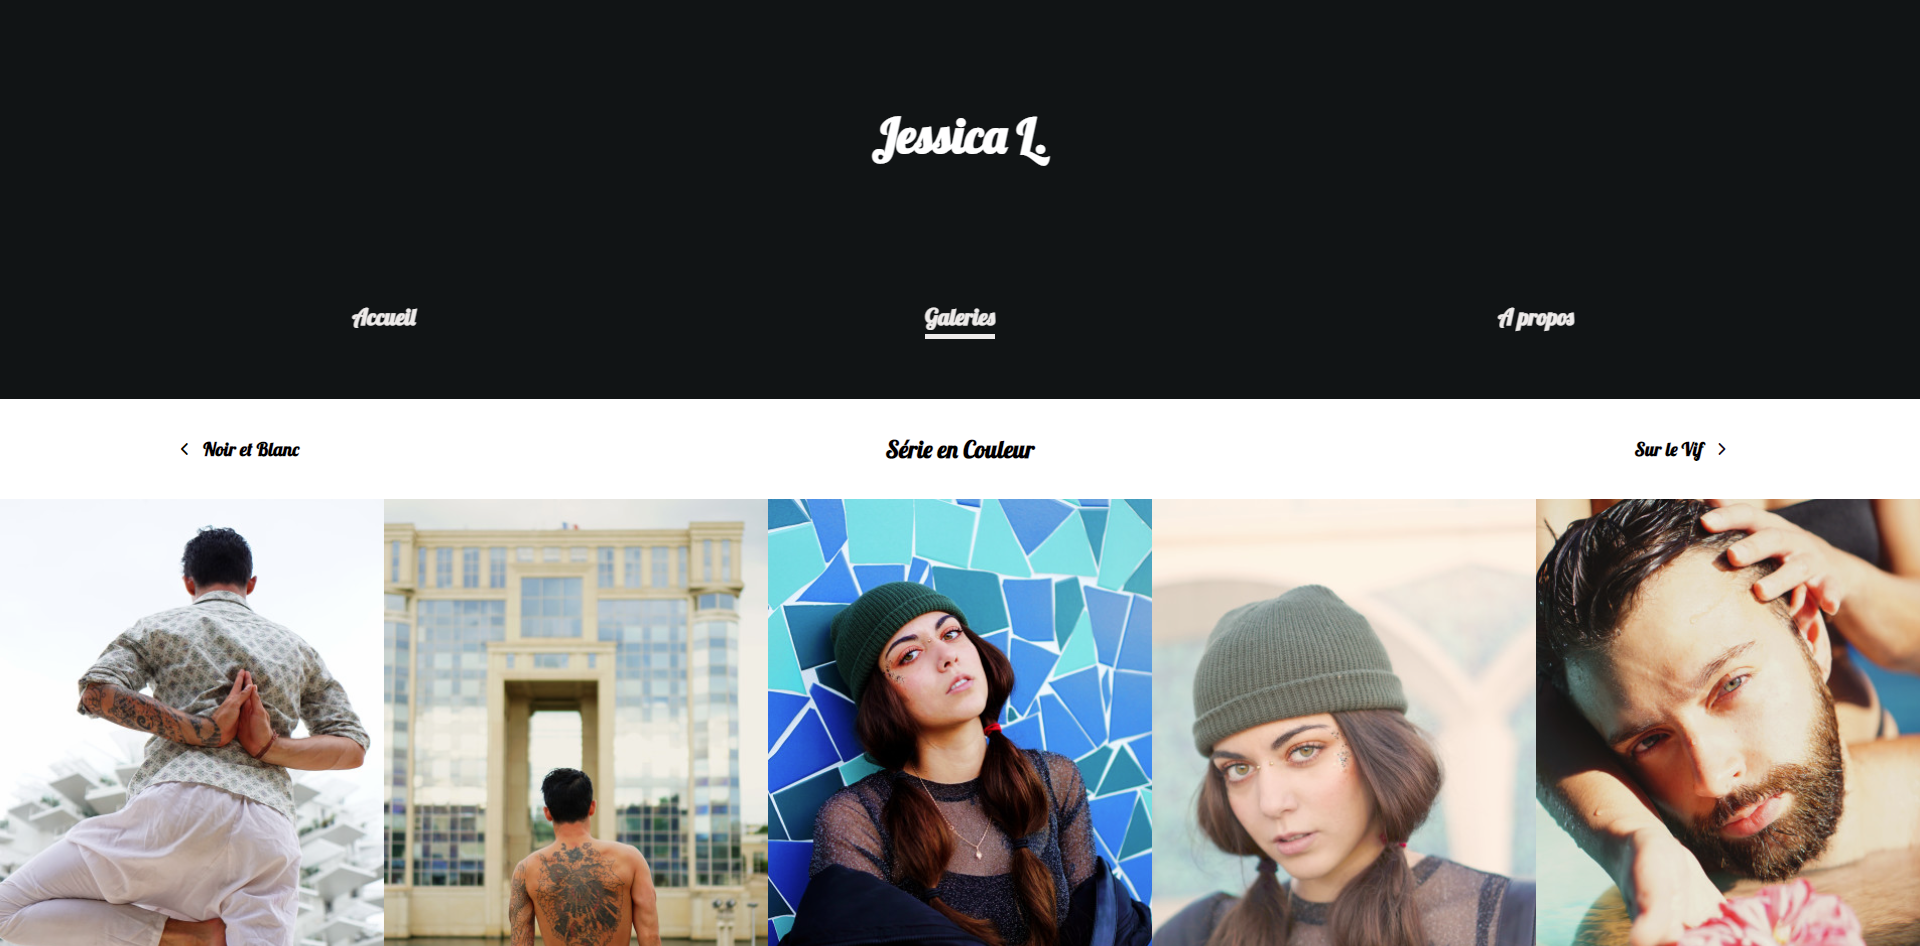 Jessica L.
Accueil
Galeries
A propos
Noir et Blanc
Série en Couleur
Sur le Vif